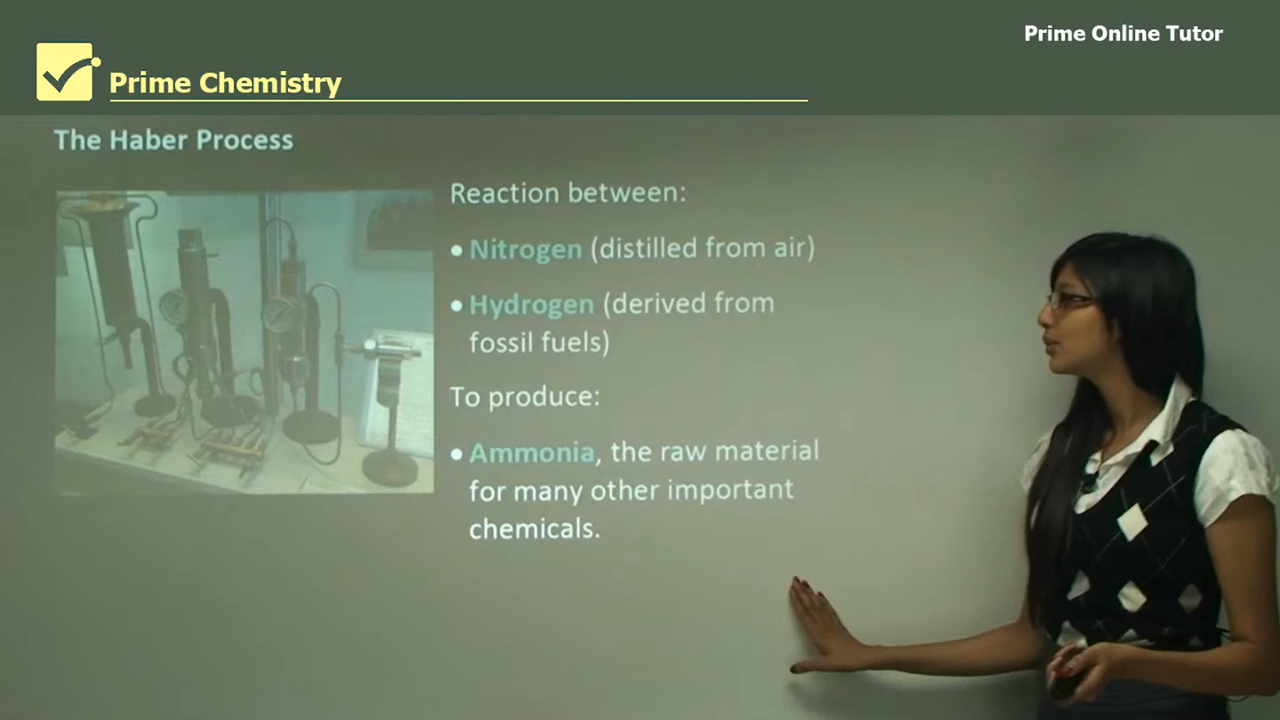 Prime Online Tutor
Prime Chemistry
The Haber Process
Reaction between:
• Nitrogen (distilled from air)
• Hydrogen (derived from
fossil fuels)
To produce:
• Ammonia, the raw material
for many other important
chemicals.